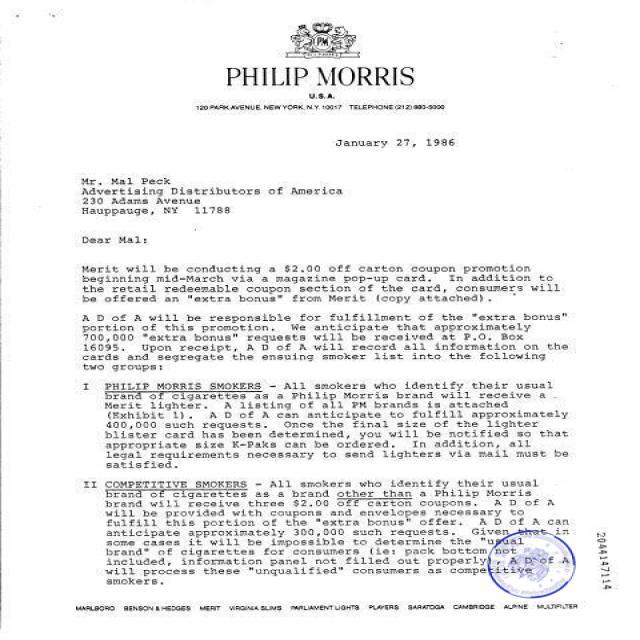 PM
PHILIP MORRIS
U.S.A.
120 PARK AVENUE, NEW YORK, N.Y. 10017 TELEPHONE (212) 880-5000
January 27, 1986
Mr. Mal Peck
Advertising Distributors of America
230 Adams Avenue
Hauppauge, NY 11788
Dear Mal:
Merit will be conducting a $2.00 off carton coupon promotion
beginning mid-March via a magazine pop-up card. In addition to
the retail redeemable coupon section of the card, consumers will
be offered an "extra bonus" from Merit (copy attached).
A D of A will be responsible for fulfillment of the "extra bonus"
portion of this promotion. We anticipate that approximately
700,000 "extra bonus" requests will be received at P.O. Box
16095. Upon receipt, A D of A will record all information on the
cards and segregate the ensuing smoker list into the following
two groups:
I PHILIP MORRIS SMOKERS - All smokers who identify their usual
brand of cigarettes as a Philip Morris brand will receive a
Merit lighter. A listing of all PM brands is attached
(Exhibit 1). A D of A can anticipate to fulfill approximately
400,000 such requests. Once the final size of the lighter
blister card has been determined, you will be notified so that
appropriate size K-Paks can be ordered. In addition, all
legal requirements necessary to send lighters via mail must be
satisfied.
II COMPETITIVE SMOKERS - All smokers who identify their usual
brand of cigarettes as a brand other than a Philip Morris
brand will receive three $2.00 off carton coupons. A D of A
will be provided with coupons and envelopes necessary to
fulfill this portion of the "extra bonus" offer. A D of A can
anticipate approximately 300,000 such requests. Given that in
some cases it will be impossible to determine the "usual
brand" of cigarettes for consumers (ie: pack bottom not
included, information panel not filled out properly), A D of A
will process these "unqualified" consumers as competitive
smokers.
2044147114
MARLBORO BENSON & HEDGES MERIT VIRGINIA SLIMS PARLIAMENT LIGHTS PLAYERS SARATOGA CAMBRIDGE ALPINE MULTIFILTER